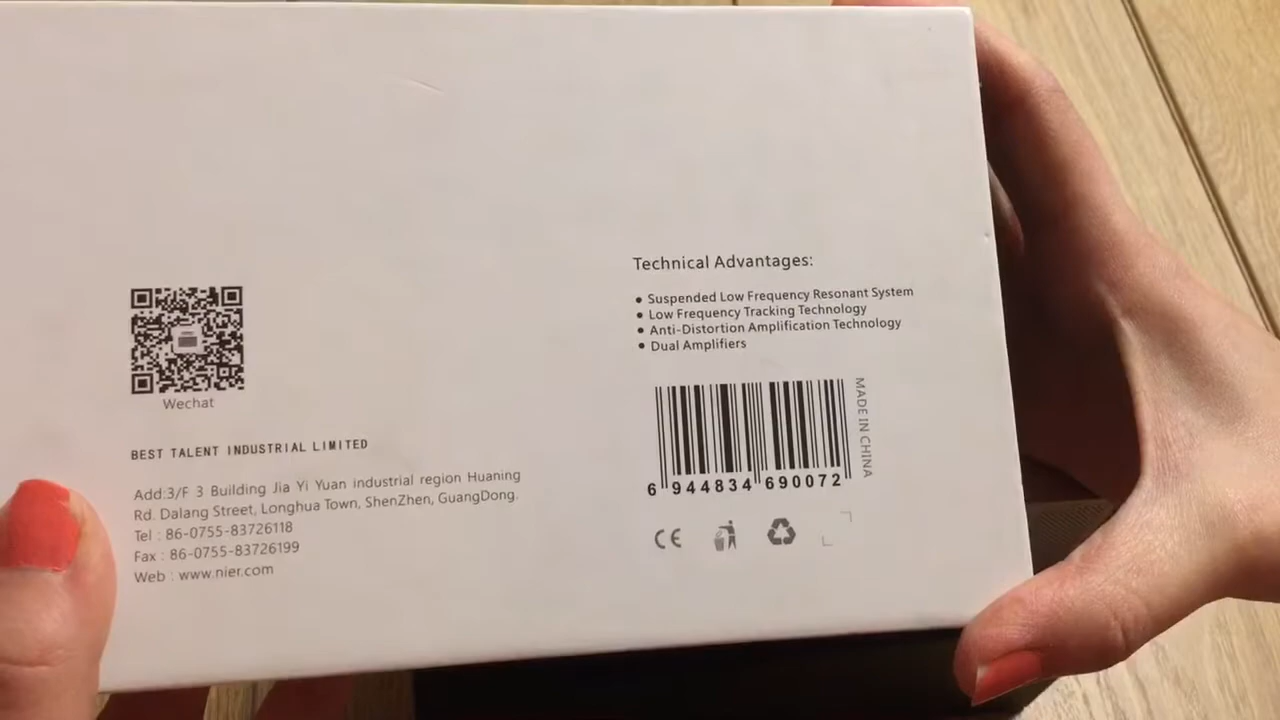 Wechat
BEST TALENT INDUSTRIAL LIMITED
Add:3/F 3 Building Jia Yi Yuan industrial region Huaning
Rd. Dalang Street, Longhua Town, ShenZhen, GuangDong.
Tel : 86-0755-83726118
Fax : 86-0755-83726199
Web : www.nier.com
Technical Advantages:
• Suspended Low Frequency Resonant System
• Low Frequency Tracking Technology
• Anti-Distortion Amplification Technology
• Dual Amplifiers
MADE IN CHINA
6 944834 690072
CE